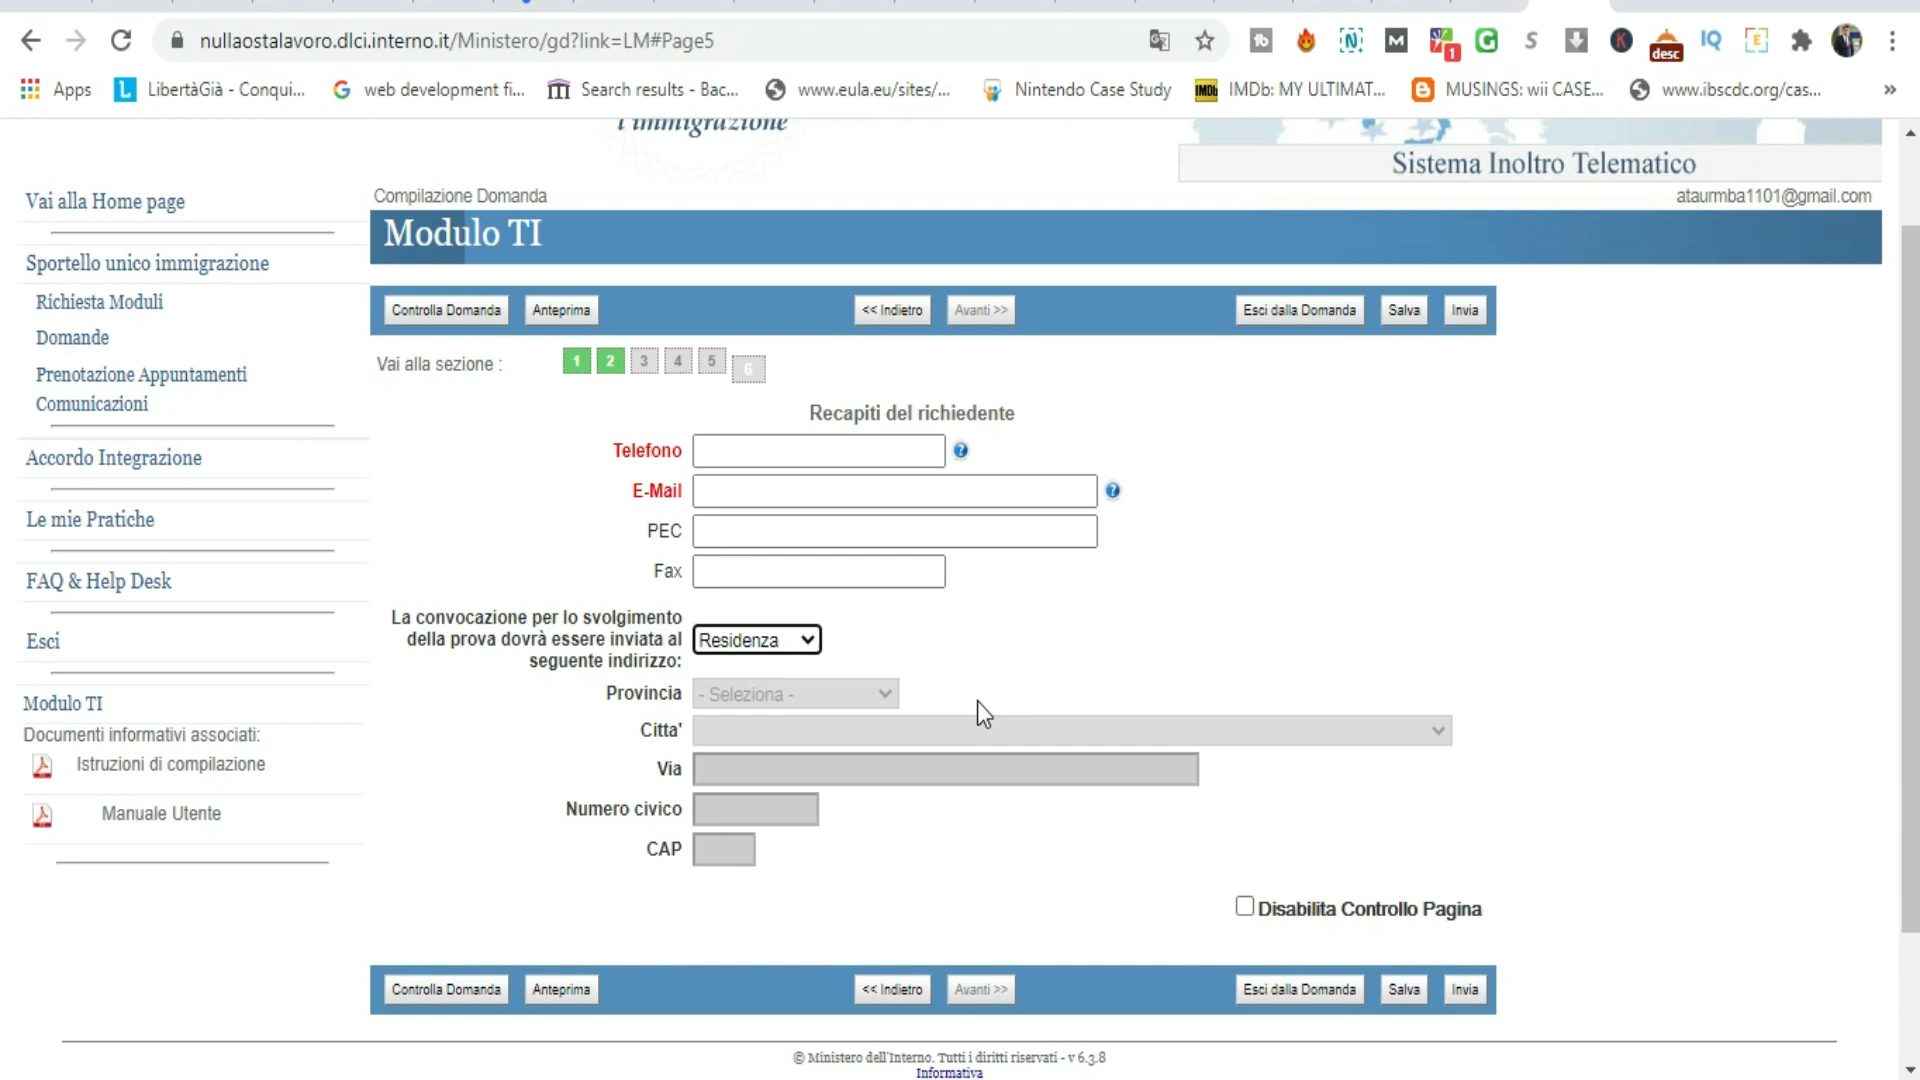 nullaostalavoro.dlci.interno.it/Ministero/gd?link=LM#Page5
desc
1
Apps
LibertàGià - Conqui...
web development fi...
Search results - Bac...
www.eula.eu/sites/...
Nintendo Case Study
IMDb: MY ULTIMAT...
MUSINGS: wii CASE...
www.ibscdc.org/cas...
»
l'immigrazione
Sistema Inoltro Telematico
Vai alla Home page
Compilazione Domanda
ataurmba1101@gmail.com
Modulo TI
Sportello unico immigrazione
Richiesta Moduli
Domande
Prenotazione Appuntamenti
Comunicazioni
Accordo Integrazione
Le mie Pratiche
FAQ & Help Desk
Esci
Modulo TI
Documenti informativi associati:
Istruzioni di compilazione
Manuale Utente
Controlla Domanda Anteprima << Indietro Avanti >> Esci dalla Domanda Salva Invia
Vai alla sezione : 1 2 3 4 5 6
Recapiti del richiedente
Telefono
E-Mail
PEC
Fax
La convocazione per lo svolgimento
della prova dovrà essere inviata al
seguente indirizzo:
Residenza
Provincia - Seleziona -
Citta'
Via
Numero civico
CAP
Disabilita Controllo Pagina
Controlla Domanda Anteprima << Indietro Avanti >> Esci dalla Domanda Salva Invia
© Ministero dell'Interno. Tutti i diritti riservati - v 6.3.8
Informativa